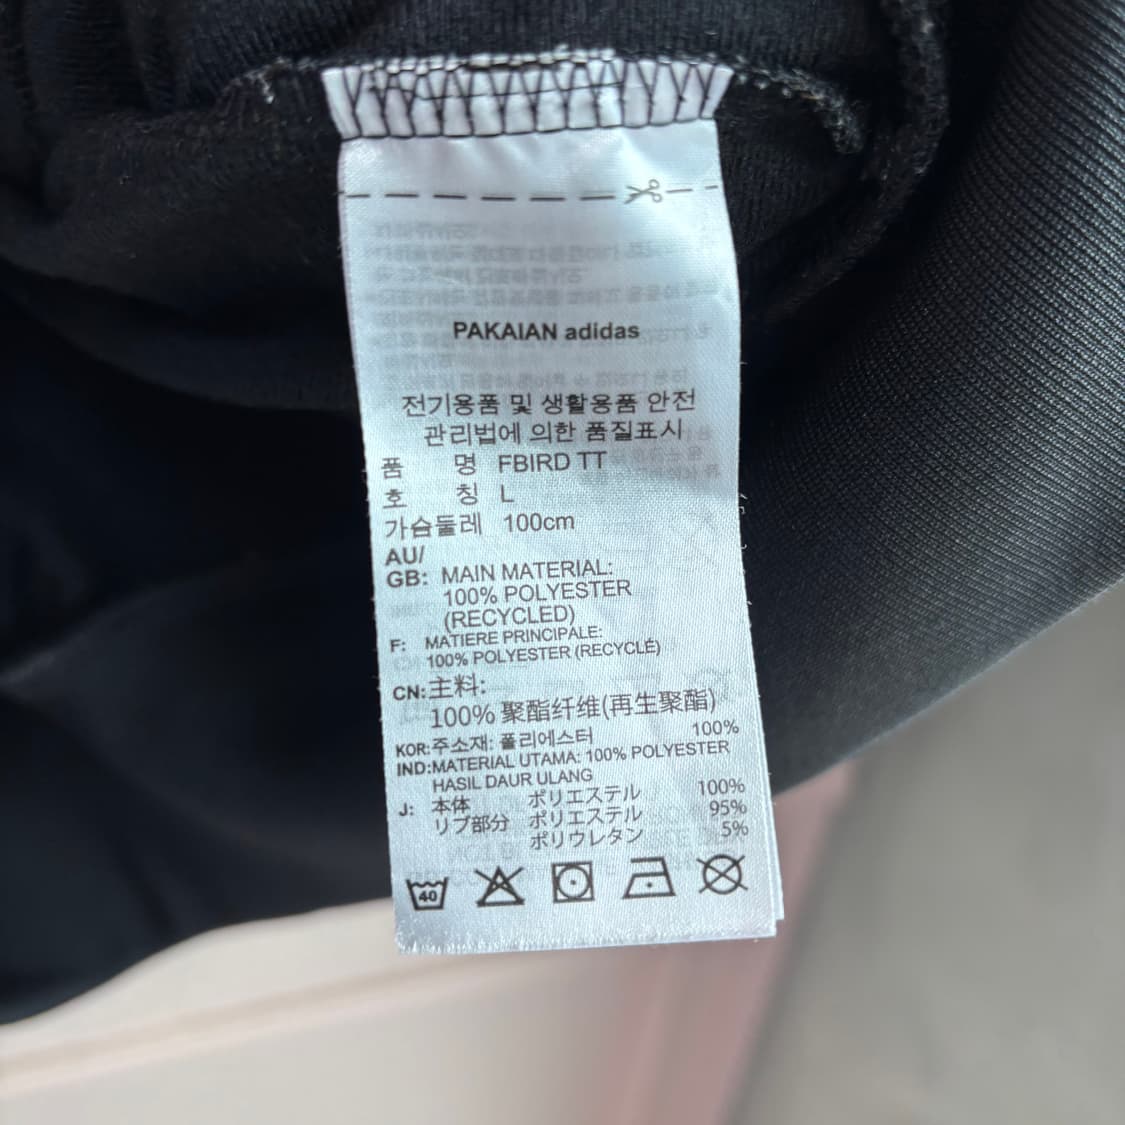 PAKAIAN adidas
전기용품 및 생활용품 안전
관리법에 의한 품질표시
품 명 FBIRD TT
호 칭 L
가슴둘레 100cm
AU/
GB: MAIN MATERIAL:
100% POLYESTER
(RECYCLED)
F: MATIERE PRINCIPALE:
100% POLYESTER (RECYCLÉ)
CN:主料:
100% 聚酯纤维(再生聚酯)
KOR:주소재: 폴리에스터 100%
IND:MATERIAL UTAMA: 100% POLYESTER
HASIL DAUR ULANG
J: 本体 ポリエステル 100%
リブ部分 ポリエステル 95%
ポリウレタン 5%
40